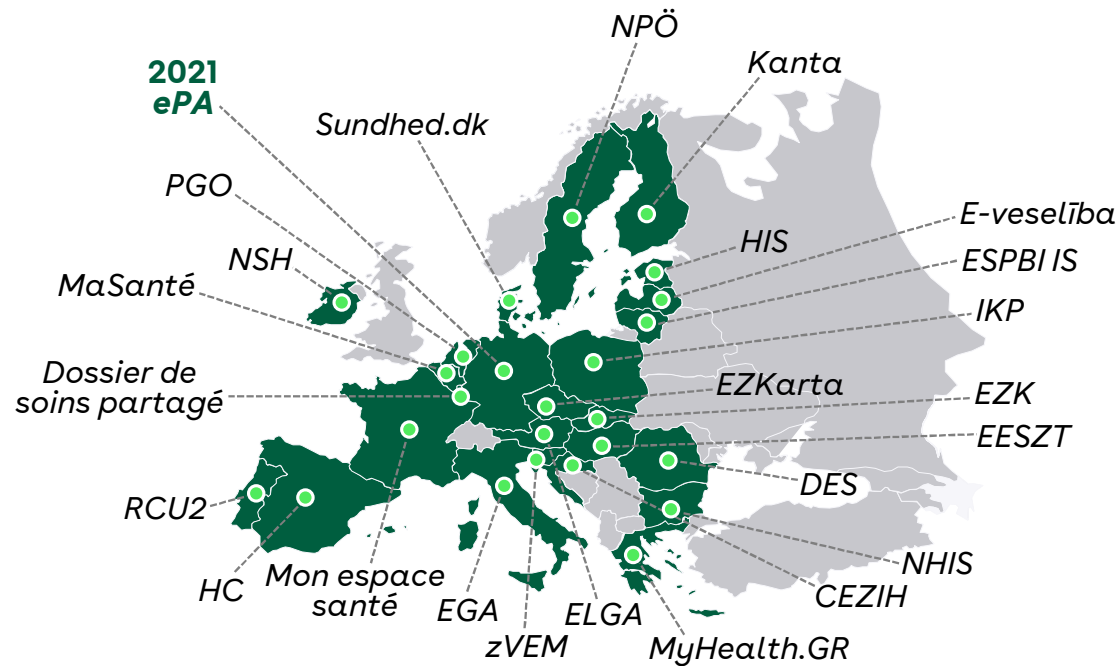 NPÖ
Kanta
2021
ePA
Sundhed.dk
PGO
E-veselība
HIS
NSH
ESPBI IS
MaSanté
IKP
Dossier de
soins partagé
EZKarta
EZK
EESZT
DES
RCU2
NHIS
Mon espace
santé
HC
EGA
ELGA
CEZIH
zVEM
MyHealth.GR